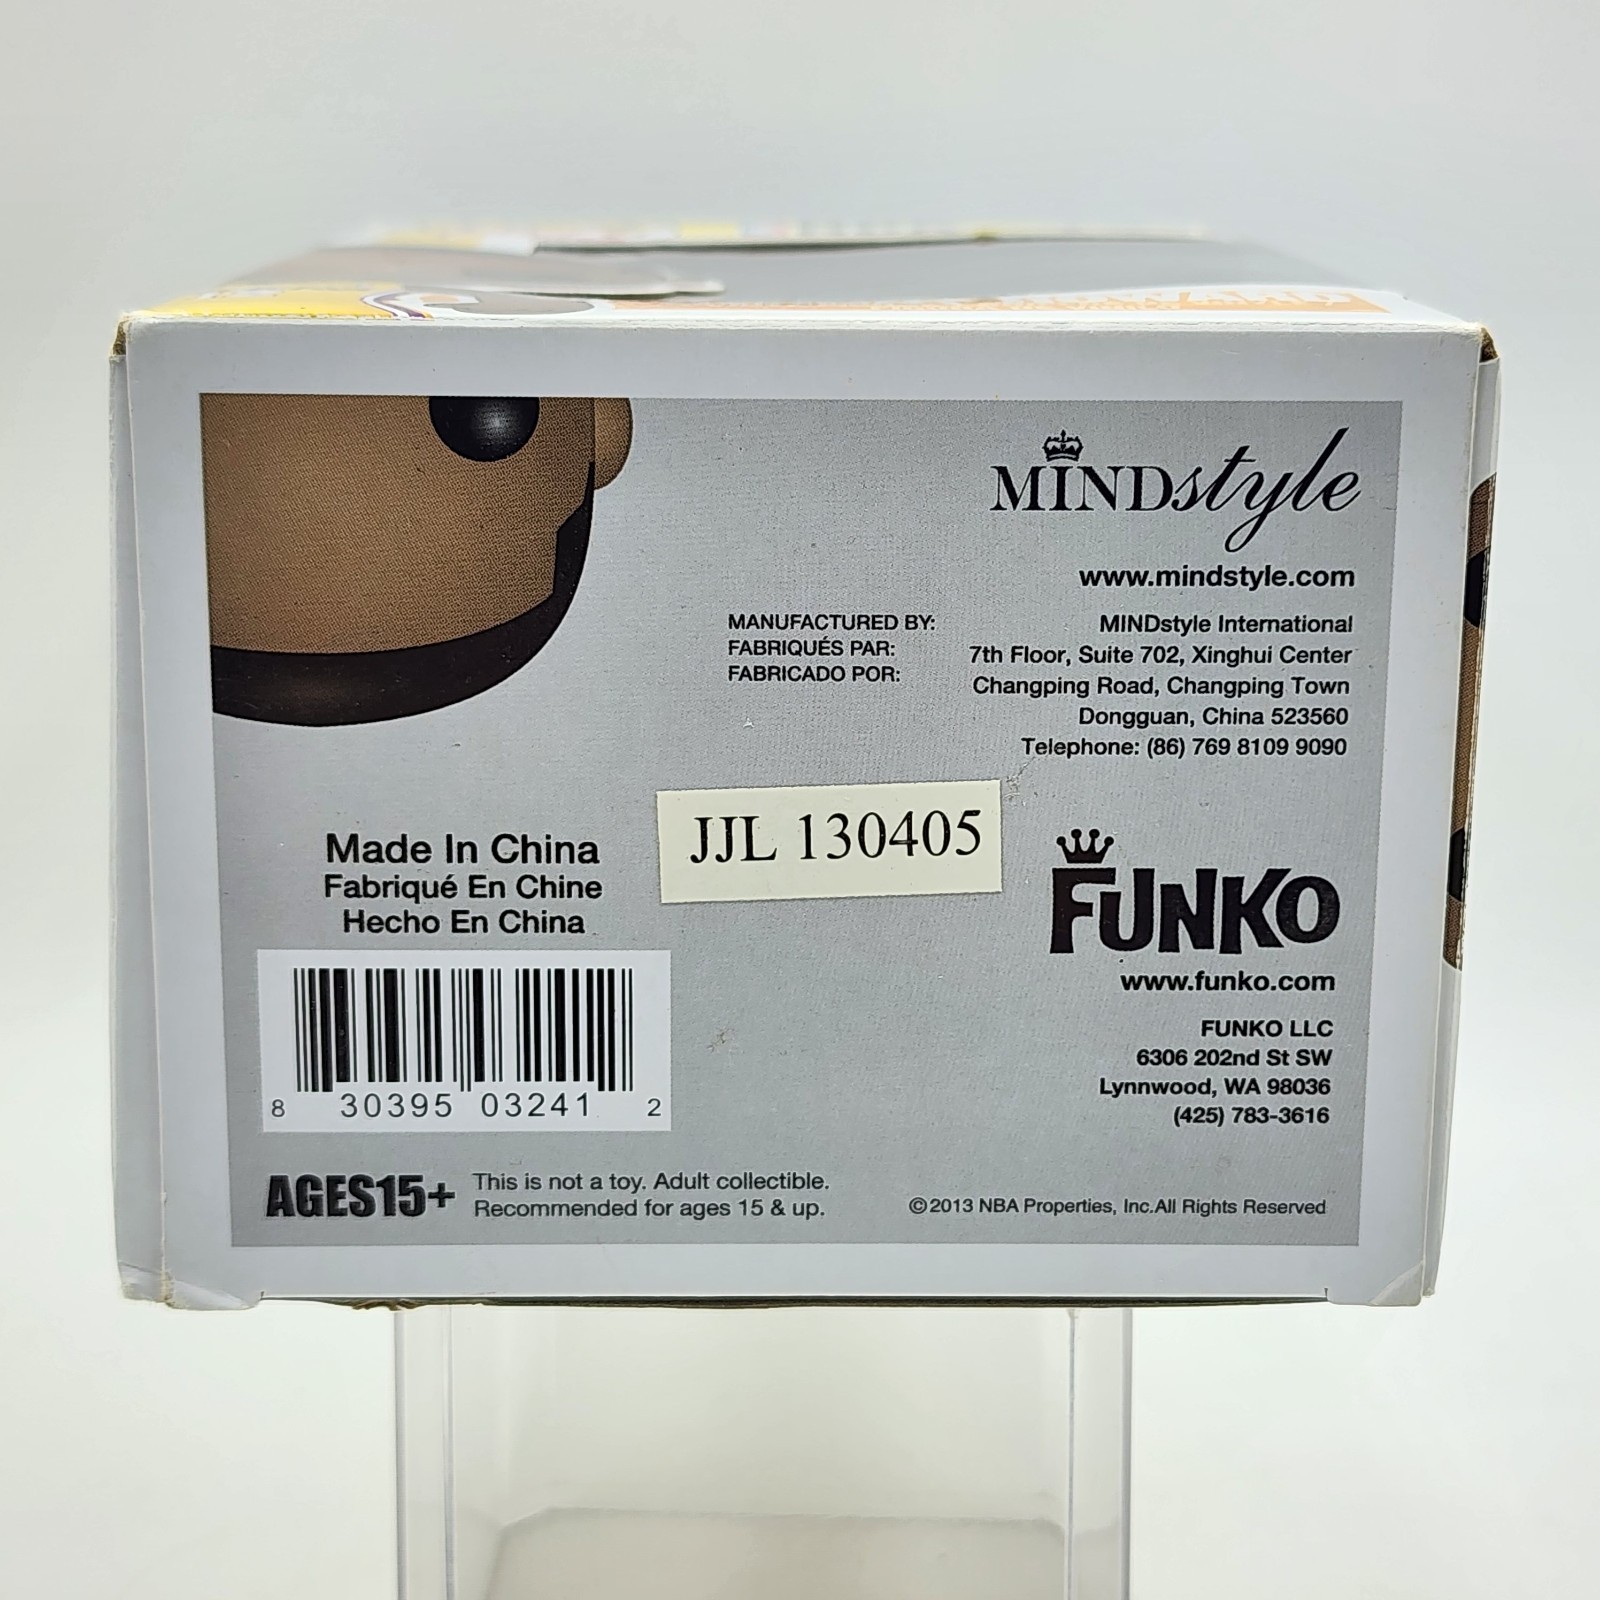 MINDstyle
www.mindstyle.com
MANUFACTURED BY:
FABRIQUÉS PAR:
FABRICADO POR:
MINDstyle International
7th Floor, Suite 702, Xinghui Center
Changping Road, Changping Town
Dongguan, China 523560
Telephone: (86) 769 8109 9090
JJL 130405
Made In China
Fabriqué En Chine
Hecho En China
FUNKO
www.funko.com
FUNKO LLC
6306 202nd St SW
Lynnwood, WA 98036
(425) 783-3616
8 30395 03241 2
AGES15+
This is not a toy. Adult collectible.
Recommended for ages 15 & up.
©2013 NBA Properties, Inc.All Rights Reserved